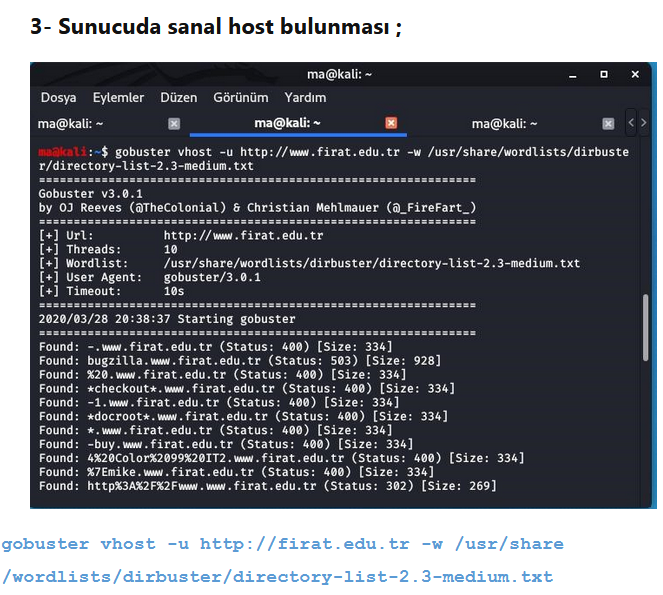 3- Sunucuda sanal host bulunması ;
ma@kali: ~
Dosya Eylemler Düzen Görünüm Yardım
ma@kali: ~ ma@kali: ~ ma@kali: ~
ma@kali:~$ gobuster vhost -u http://www.firat.edu.tr -w /usr/share/wordlists/dirbuste
r/directory-list-2.3-medium.txt
===============================================================
Gobuster v3.0.1
by OJ Reeves (@TheColonial) & Christian Mehlmauer (@_FireFart_)
===============================================================
[+] Url: http://www.firat.edu.tr
[+] Threads: 10
[+] Wordlist: /usr/share/wordlists/dirbuster/directory-list-2.3-medium.txt
[+] User Agent: gobuster/3.0.1
[+] Timeout: 10s
===============================================================
2020/03/28 20:38:37 Starting gobuster
===============================================================
Found: -.www.firat.edu.tr (Status: 400) [Size: 334]
Found: bugzilla.www.firat.edu.tr (Status: 503) [Size: 928]
Found: %20.www.firat.edu.tr (Status: 400) [Size: 334]
Found: *checkout*.www.firat.edu.tr (Status: 400) [Size: 334]
Found: -1.www.firat.edu.tr (Status: 400) [Size: 334]
Found: *docroot*.www.firat.edu.tr (Status: 400) [Size: 334]
Found: *.www.firat.edu.tr (Status: 400) [Size: 334]
Found: -buy.www.firat.edu.tr (Status: 400) [Size: 334]
Found: 4%20Color%2099%20IT2.www.firat.edu.tr (Status: 400) [Size: 334]
Found: %7Emike.www.firat.edu.tr (Status: 400) [Size: 334]
Found: http%3A%2F%2Fwww.www.firat.edu.tr (Status: 302) [Size: 269]
gobuster vhost -u http://firat.edu.tr -w /usr/share
/wordlists/dirbuster/directory-list-2.3-medium.txt